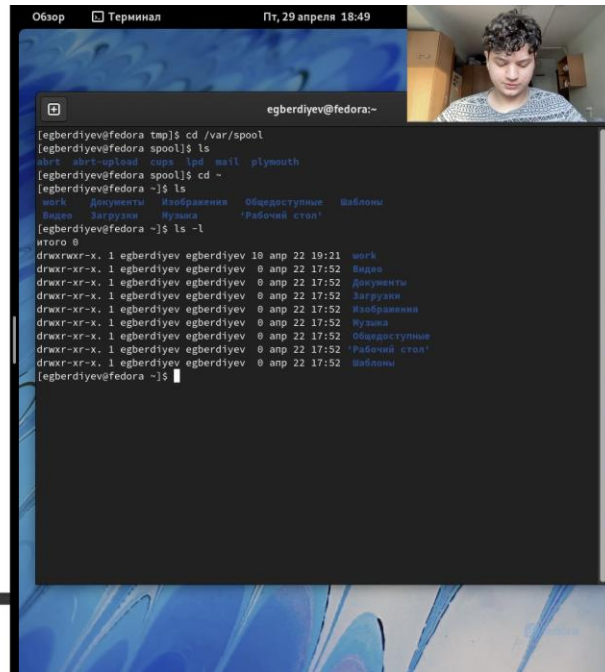 Обзор Терминал Пт, 29 апреля 18:49
egberdiyev@fedora:~
[egberdiyev@fedora tmp]$ cd /var/spool
[egberdiyev@fedora spool]$ ls
abrt abrt-upload cups lpd mail plymouth
[egberdiyev@fedora spool]$ cd ~
[egberdiyev@fedora ~]$ ls
work Документы Изображения Общедоступные Шаблоны
Видео Загрузки Музыка 'Рабочий стол'
[egberdiyev@fedora ~]$ ls -l
итого 0
drwxrwxr-x. 1 egberdiyev egberdiyev 10 апр 22 19:21 work
drwxr-xr-x. 1 egberdiyev egberdiyev 0 апр 22 17:52 Видео
drwxr-xr-x. 1 egberdiyev egberdiyev 0 апр 22 17:52 Документы
drwxr-xr-x. 1 egberdiyev egberdiyev 0 апр 22 17:52 Загрузки
drwxr-xr-x. 1 egberdiyev egberdiyev 0 апр 22 17:52 Изображения
drwxr-xr-x. 1 egberdiyev egberdiyev 0 апр 22 17:52 Музыка
drwxr-xr-x. 1 egberdiyev egberdiyev 0 апр 22 17:52 Общедоступные
drwxr-xr-x. 1 egberdiyev egberdiyev 0 апр 22 17:52 'Рабочий стол'
drwxr-xr-x. 1 egberdiyev egberdiyev 0 апр 22 17:52 Шаблоны
[egberdiyev@fedora ~]$